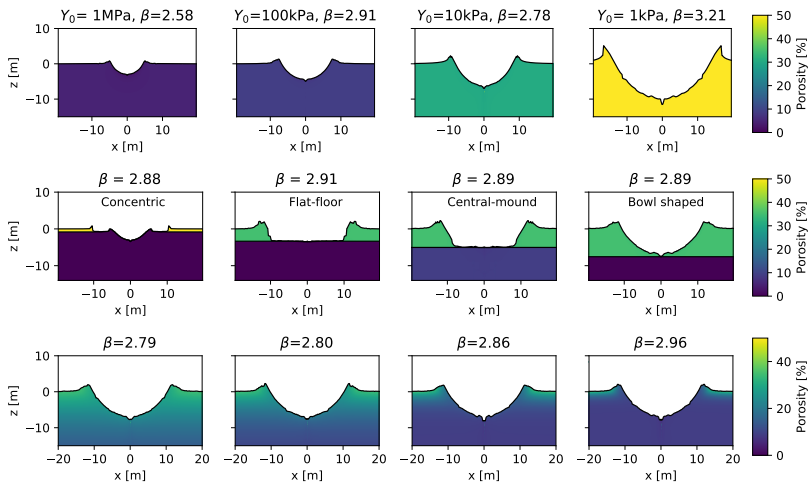 Y₀= 1MPa, β=2.58
Y₀= 100kPa, β=2.91
Y₀= 10kPa, β=2.78
Y₀= 1kPa, β=3.21
10
0
−10
z [m]
−10 0 10
x [m]
−10 0 10
x [m]
−10 0 10
x [m]
−10 0 10
x [m]
50
40
30
20
10
0
Porosity [%]
β = 2.88
β = 2.91
β = 2.89
β = 2.89
Concentric
Flat-floor
Central-mound
Bowl shaped
10
0
−10
z [m]
−10 0 10
x [m]
−10 0 10
x [m]
−10 0 10
x [m]
−10 0 10
x [m]
50
40
30
20
10
0
Porosity [%]
β=2.79
β=2.80
β=2.86
β=2.96
10
0
−10
z [m]
−20 −10 0 10 20
x [m]
−20 −10 0 10 20
x [m]
−20 −10 0 10 20
x [m]
−20 −10 0 10 20
x [m]
40
20
0
Porosity [%]